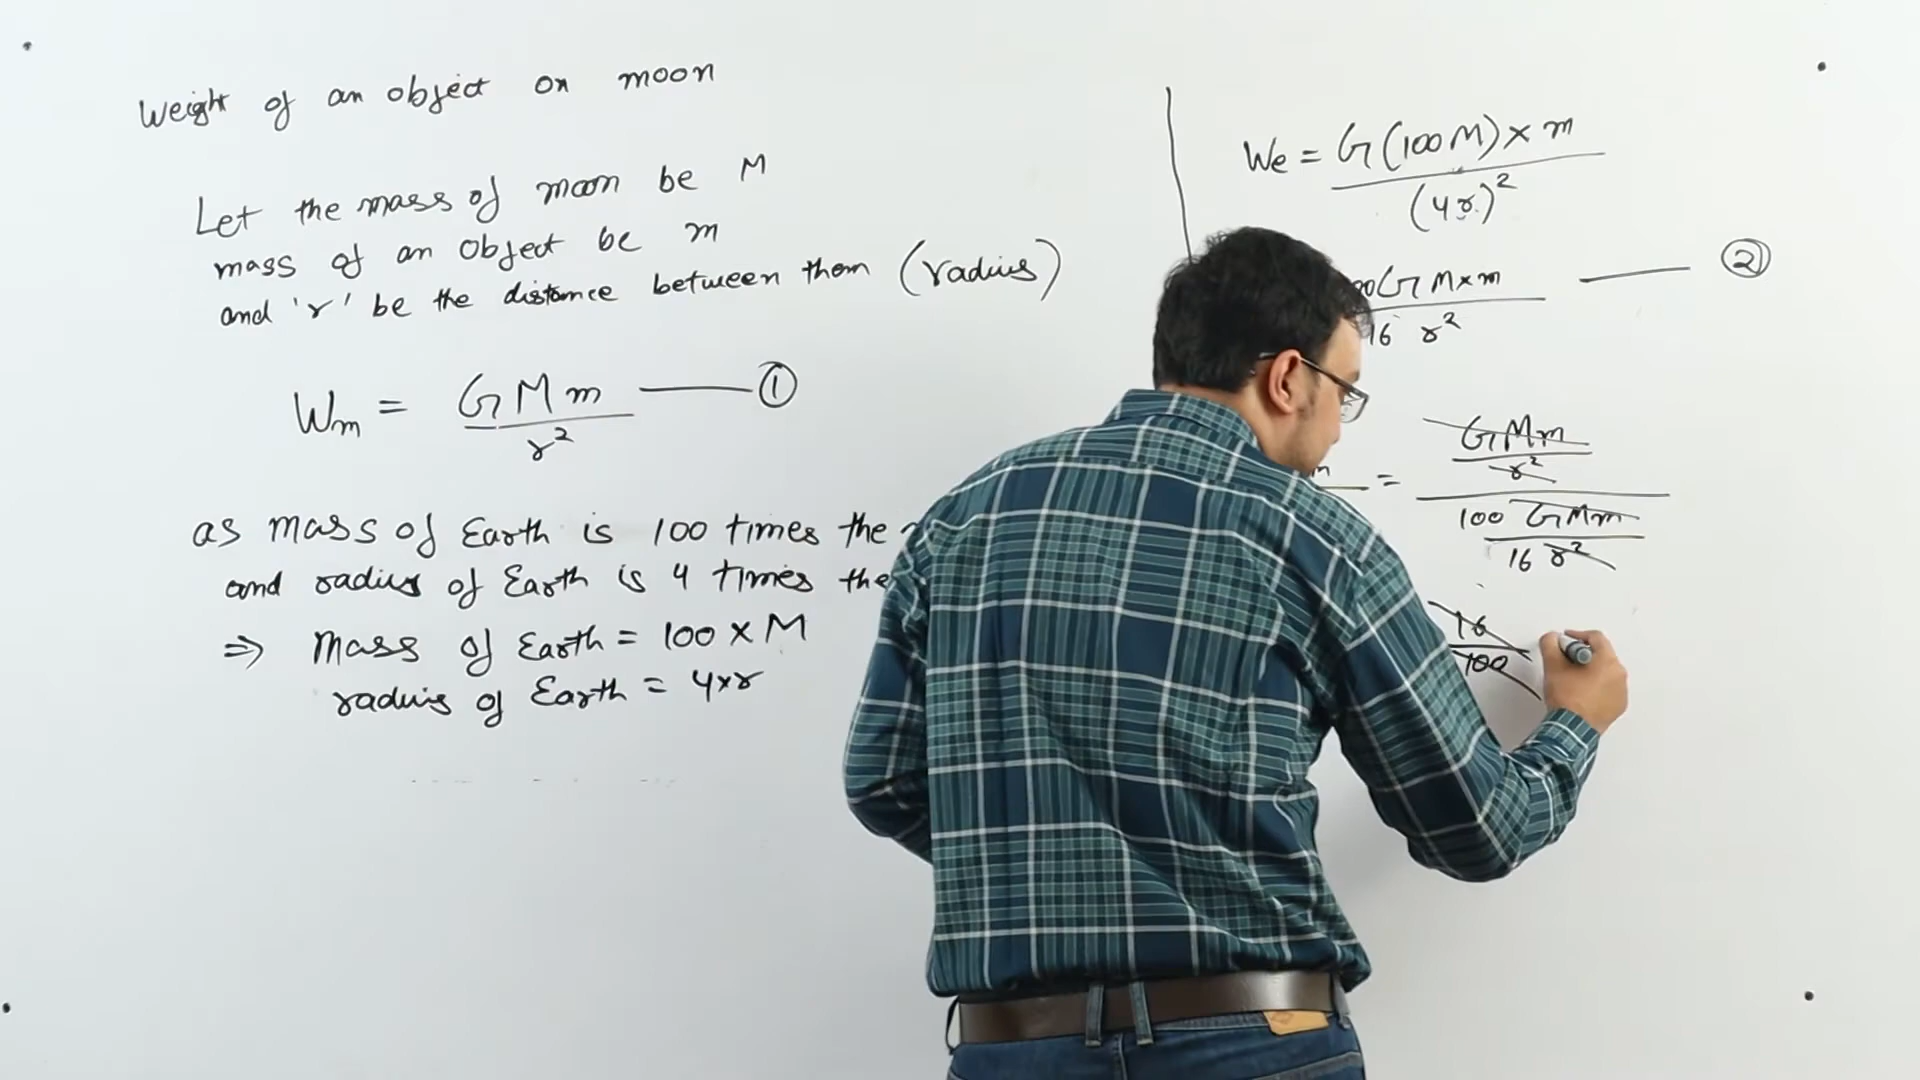 Weight of an object on moon
Let the mass of moon be M
mass of an object be m
and 'r' be the distance between them (radius)
Wm = GMm/r² ——— ①
as mass of Earth is 100 times the
and radius of Earth is 4 times the
⇒ Mass of Earth = 100 × M
radius of Earth = 4×r
We = G(100M)×m/(4r)²
00GM×m/16 r² ——— ②
m = GMm/r² / 100 GMm/16 r²
16/100